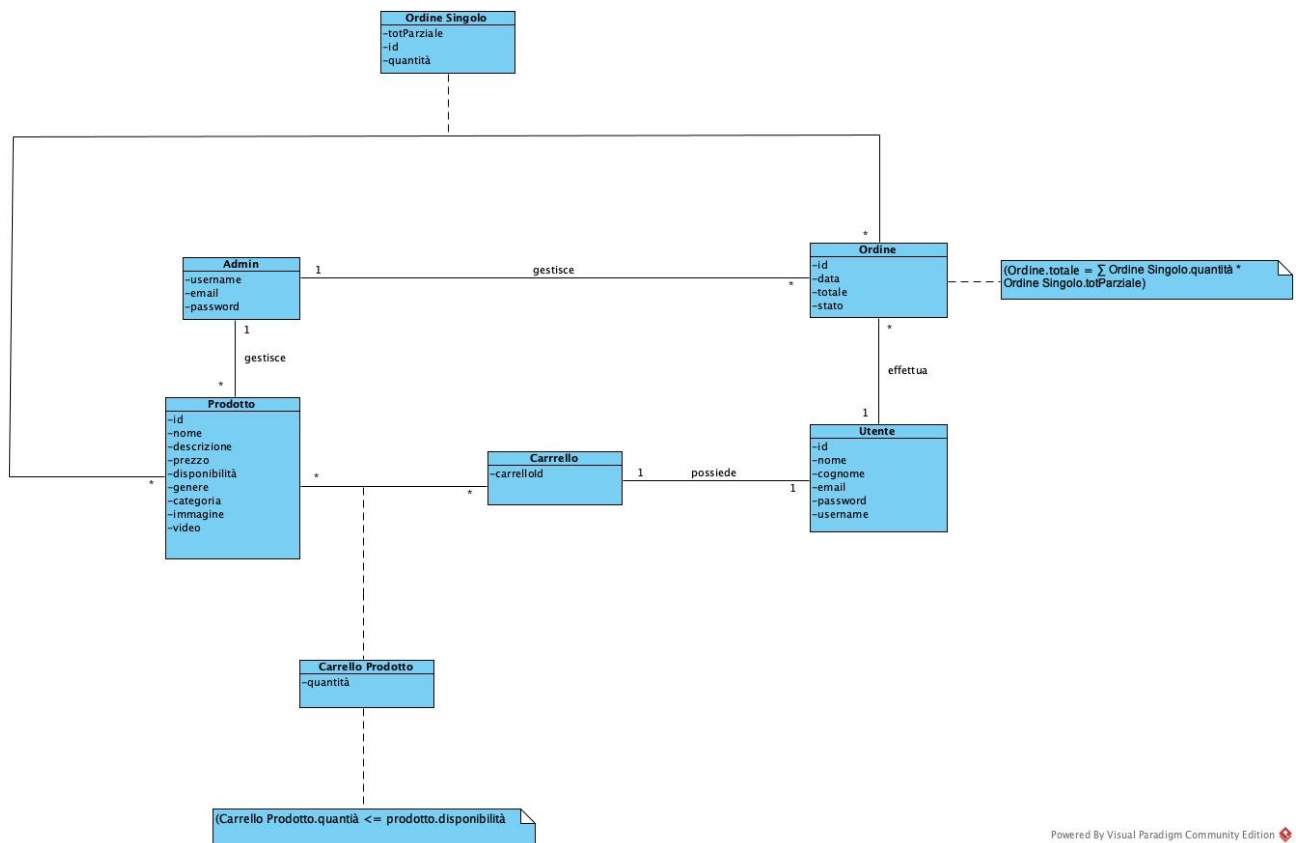 Ordine Singolo
-totParziale
-id
-quantità
Admin
-username
-email
-password
1
gestisce
*
*
Ordine
-id
-data
-totale
-stato
(Ordine.totale = ∑ Ordine Singolo.quantità *
Ordine Singolo.totParziale)
1
gestisce
*
*
effettua
1
Prodotto
-id
-nome
-descrizione
-prezzo
-disponibilità
-genere
-categoria
-immagine
-video
*
*
*
Carrrello
-carrelloId
1
possiede
1
Utente
-id
-nome
-cognome
-email
-password
-username
Carrello Prodotto
-quantità
(Carrello Prodotto.quantià <= prodotto.disponibilità
Powered By Visual Paradigm Community Edition